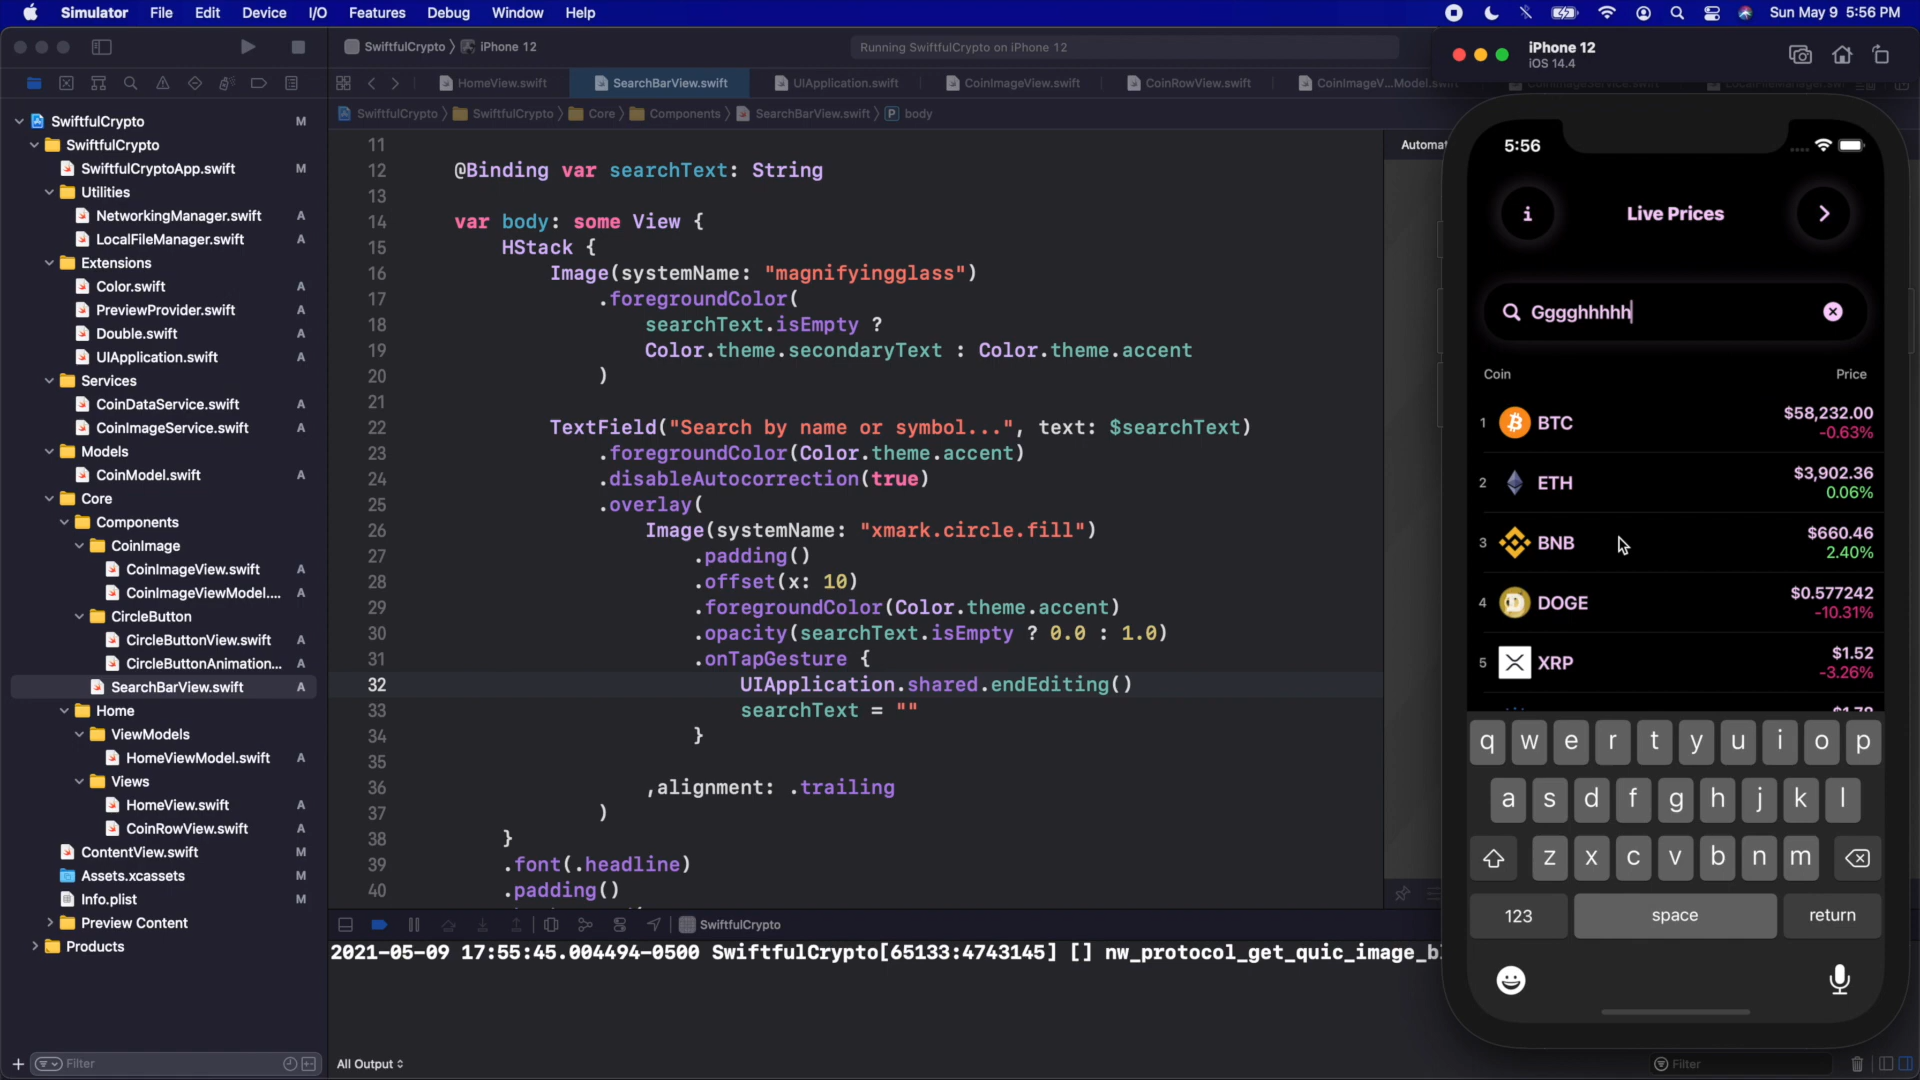 Simulator File Edit Device I/O Features Debug Window Help
Sun May 9 5:56 PM
SwiftfulCrypto iPhone 12
Running SwiftfulCrypto on iPhone 12
iPhone 12
iOS 14.4
HomeView.swift SearchBarView.swift UIApplication.swift CoinImageView.swift CoinRowView.swift CoinImageV...Model.swift
SwiftfulCrypto SwiftfulCrypto Core Components SearchBarView.swift P body
SwiftfulCrypto M
SwiftfulCrypto
SwiftfulCryptoApp.swift M
Utilities
NetworkingManager.swift A
LocalFileManager.swift A
Extensions
Color.swift A
PreviewProvider.swift A
Double.swift A
UIApplication.swift A
Services
CoinDataService.swift A
CoinImageService.swift A
Models
CoinModel.swift A
Core
Components
CoinImage
CoinImageView.swift A
CoinImageViewModel.... A
CircleButton
CircleButtonView.swift A
CircleButtonAnimation... A
SearchBarView.swift A
Home
ViewModels
HomeViewModel.swift A
Views
HomeView.swift A
CoinRowView.swift A
ContentView.swift M
Assets.xcassets M
Info.plist M
Preview Content
Products
Filter
11
12 @Binding var searchText: String
13
14 var body: some View {
15 HStack {
16 Image(systemName: "magnifyingglass")
17 .foregroundColor(
18 searchText.isEmpty ?
19 Color.theme.secondaryText : Color.theme.accent
20 )
21
22 TextField("Search by name or symbol...", text: $searchText)
23 .foregroundColor(Color.theme.accent)
24 .disableAutocorrection(true)
25 .overlay(
26 Image(systemName: "xmark.circle.fill")
27 .padding()
28 .offset(x: 10)
29 .foregroundColor(Color.theme.accent)
30 .opacity(searchText.isEmpty ? 0.0 : 1.0)
31 .onTapGesture {
32 UIApplication.shared.endEditing()
33 searchText = ""
34 }
35
36 ,alignment: .trailing
37 )
38 }
39 .font(.headline)
40 .padding()
SwiftfulCrypto
2021-05-09 17:55:45.004494-0500 SwiftfulCrypto[65133:4743145] [] nw_protocol_get_quic_image_b
All Output
Filter
Automat
5:56
i Live Prices
Gggghhhhh
Coin Price
1 BTC $58,232.00
-0.63%
2 ETH $3,902.36
0.06%
3 BNB $660.46
2.40%
4 DOGE $0.577242
-10.31%
5 XRP $1.52
-3.26%
q w e r t y u i o p
a s d f g h j k l
z x c v b n m
123 space return